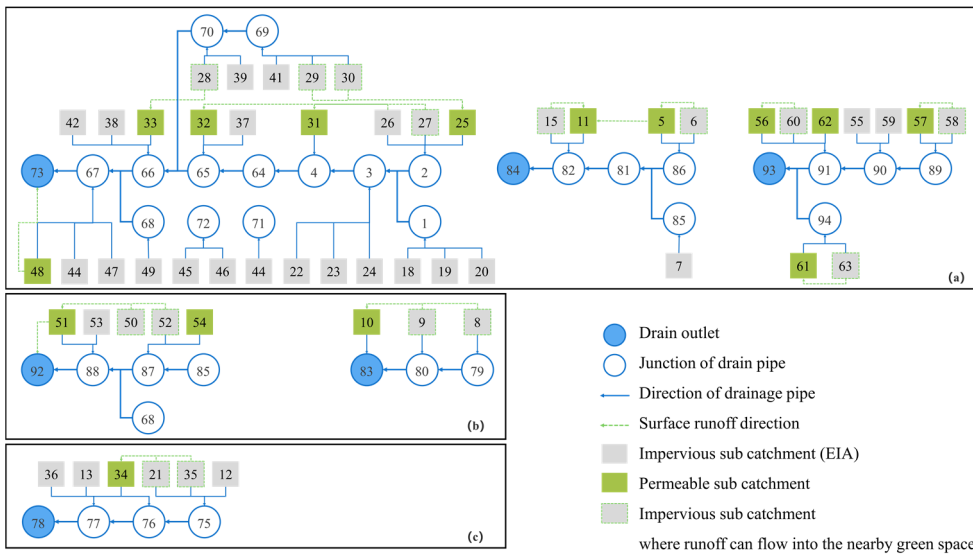 70 69
28 39 41 29 30
42 38 33 32 37 31 26 27 25
15 11 5 6
56 60 62 55 59 57 58
73 67 66 65 64 4 3 2
84 82 81 86
93 91 90 89
68 72 71 1
85
94
48 44 47 49 45 46 44 22 23 24 18 19 20
7
61 63
(a)
51 53 50 52 54
10 9 8
92 88 87 85
83 80 79
68
(b)
36 13 34 21 35 12
78 77 76 75
(c)
Drain outlet
Junction of drain pipe
Direction of drainage pipe
Surface runoff direction
Impervious sub catchment (EIA)
Permeable sub catchment
Impervious sub catchment
where runoff can flow into the nearby green space